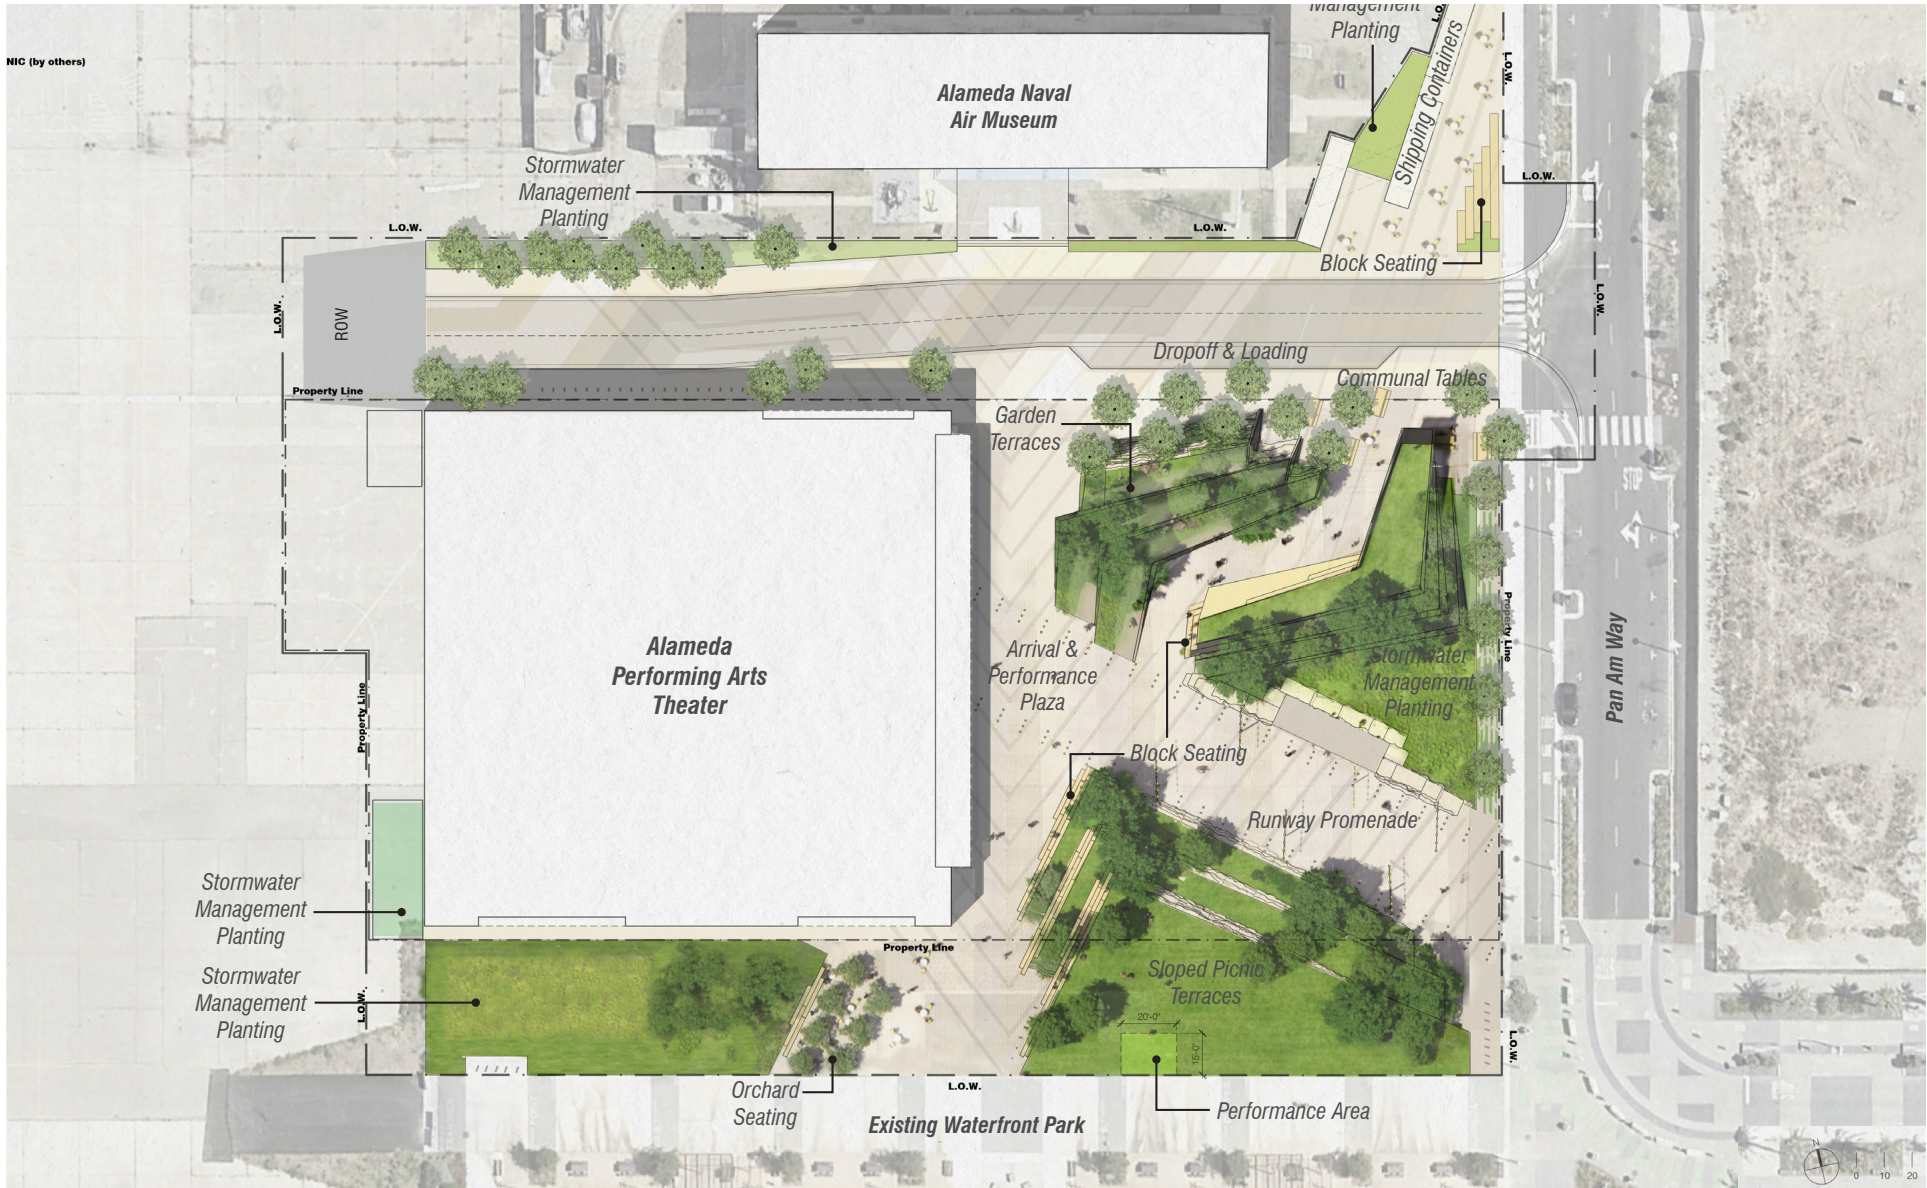 NIC (by others)
Management
Planting
L.O.W.
Shipping Containers
L.O.W.
Alameda Naval
Air Museum
Stormwater
Management
Planting
L.O.W.
L.O.W.
L.O.W.
Block Seating
L.O.W.
L.O.W.
ROW
Dropoff & Loading
Communal Tables
Property Line
Garden
Terraces
STOP
Alameda
Performing Arts
Theater
Arrival &
Performance
Plaza
Stormwater
Management
Planting
Property Line
Pan Am Way
Property Line
Block Seating
Runway Promenade
Stormwater
Management
Planting
Property Line
Stormwater
Management
Planting
L.O.W.
Sloped Picnic
Terraces
20'-0"
15'-0"
L.O.W.
Orchard
Seating
L.O.W.
Performance Area
Existing Waterfront Park
N
0 10 20